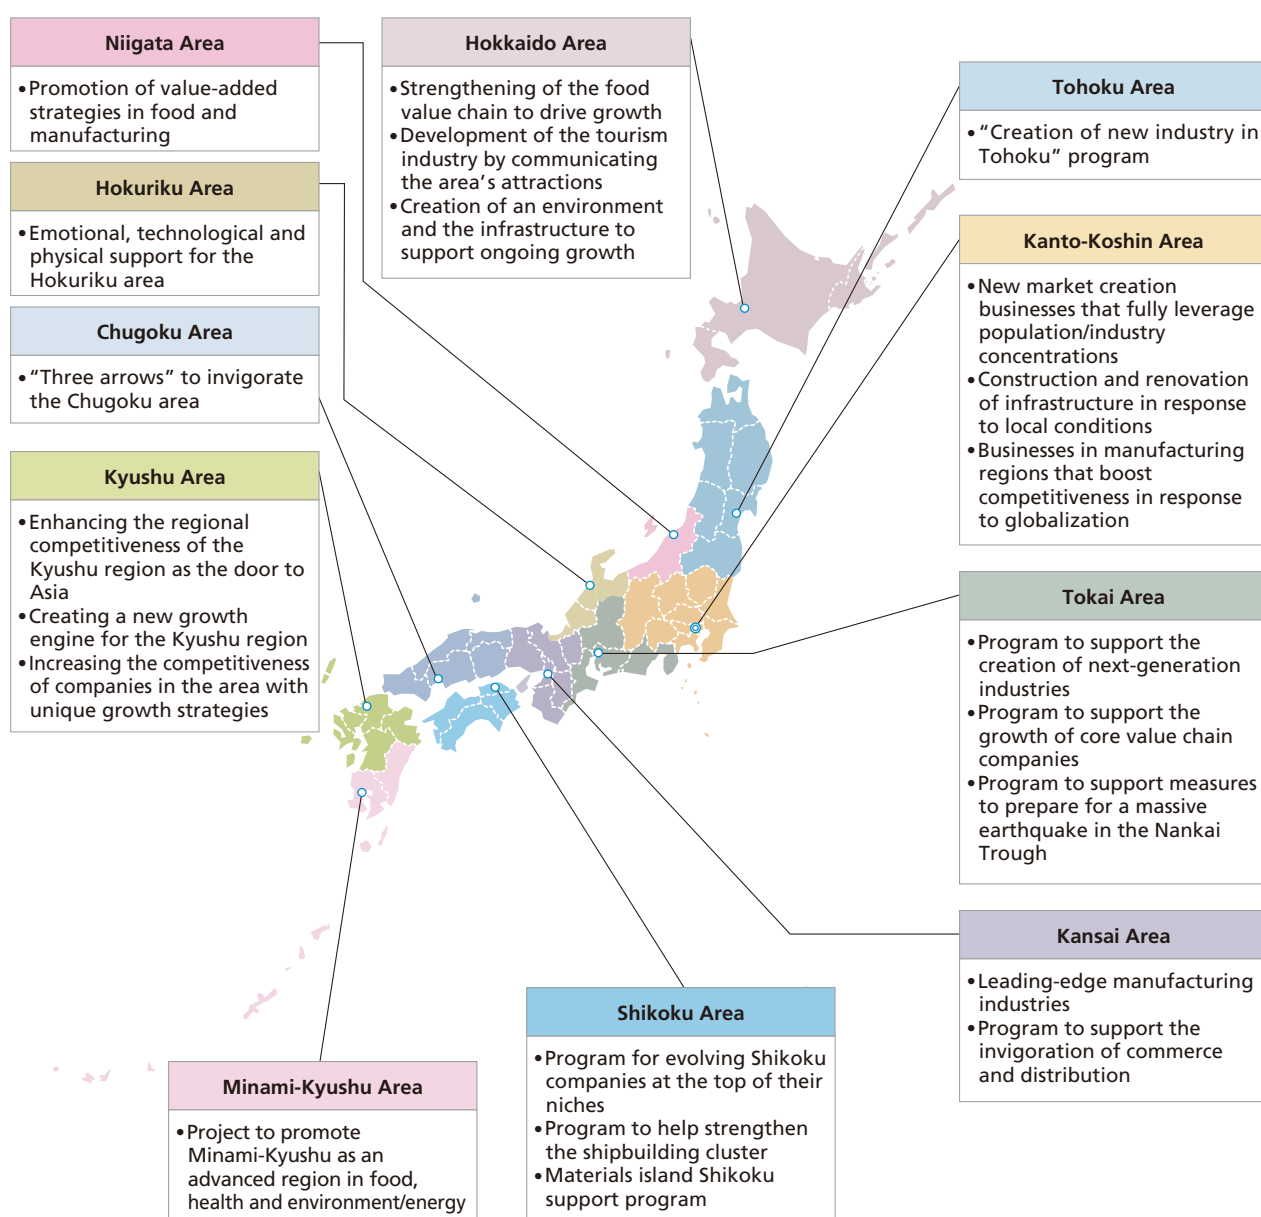 Niigata Area
•Promotion of value-added
strategies in food and
manufacturing
Hokuriku Area
•Emotional, technological and
physical support for the
Hokuriku area
Chugoku Area
•“Three arrows” to invigorate
the Chugoku area
Kyushu Area
•Enhancing the regional
competitiveness of the
Kyushu region as the door to
Asia
•Creating a new growth
engine for the Kyushu region
•Increasing the competitiveness
of companies in the area with
unique growth strategies
Hokkaido Area
•Strengthening of the food
value chain to drive growth
•Development of the tourism
industry by communicating
the area’s attractions
•Creation of an environment
and the infrastructure to
support ongoing growth
Tohoku Area
•“Creation of new industry in
Tohoku” program
Kanto-Koshin Area
•New market creation
businesses that fully leverage
population/industry
concentrations
•Construction and renovation
of infrastructure in response
to local conditions
•Businesses in manufacturing
regions that boost
competitiveness in response
to globalization
Tokai Area
•Program to support the
creation of next-generation
industries
•Program to support the
growth of core value chain
companies
•Program to support measures
to prepare for a massive
earthquake in the Nankai
Trough
Kansai Area
•Leading-edge manufacturing
industries
•Program to support the
invigoration of commerce
and distribution
Shikoku Area
•Program for evolving Shikoku
companies at the top of their
niches
•Program to help strengthen
the shipbuilding cluster
•Materials island Shikoku
support program
Minami-Kyushu Area
•Project to promote
Minami-Kyushu as an
advanced region in food,
health and environment/energy